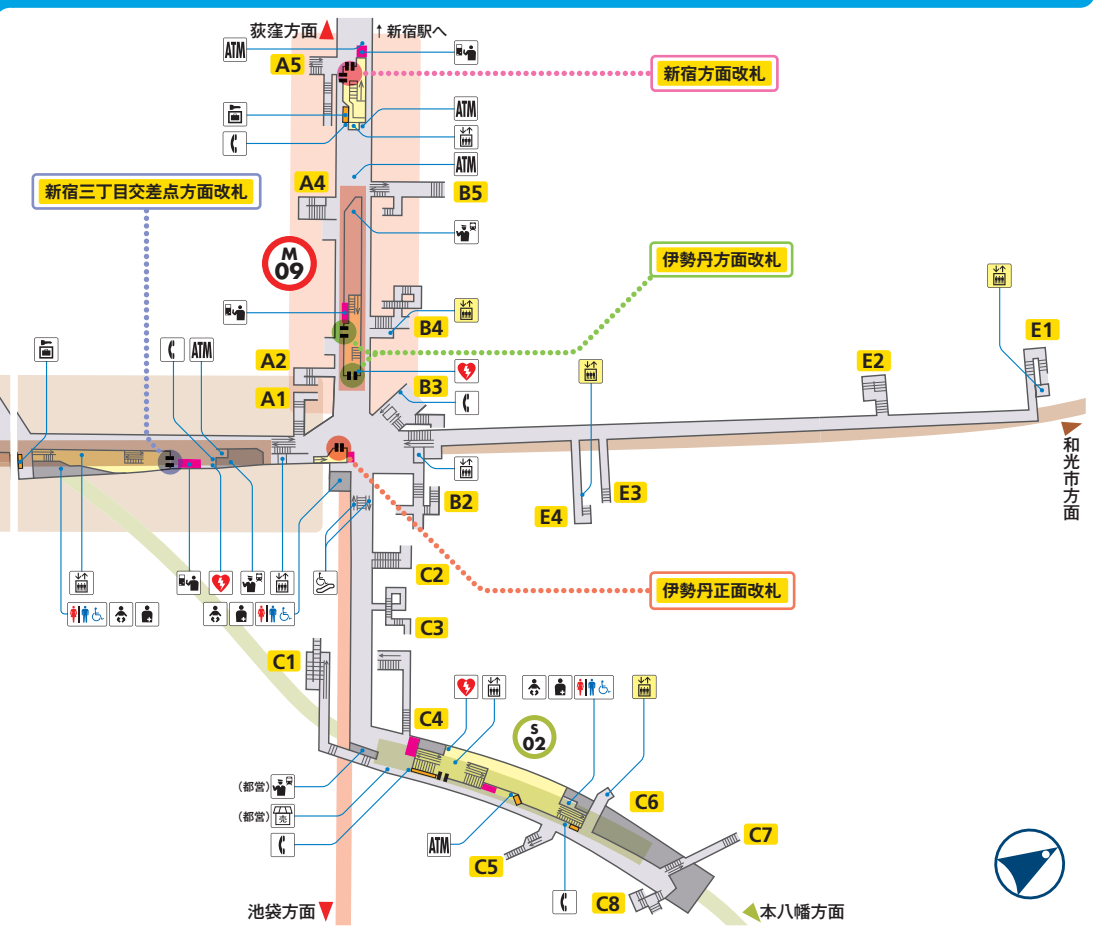 荻窪方面
↑新宿駅へ
ATM
A5
新宿方面改札
ATM
ATM
A4
B5
新宿三丁目交差点方面改札
M
09
伊勢丹方面改札
B4
E1
E2
A2
ATM
B3
A1
和光市方面
B2
E3
E4
C2
伊勢丹正面改札
C3
C1
C4
S
02
(都営)
C6
(都営)
売
ATM
C7
C5
C8
池袋方面
本八幡方面